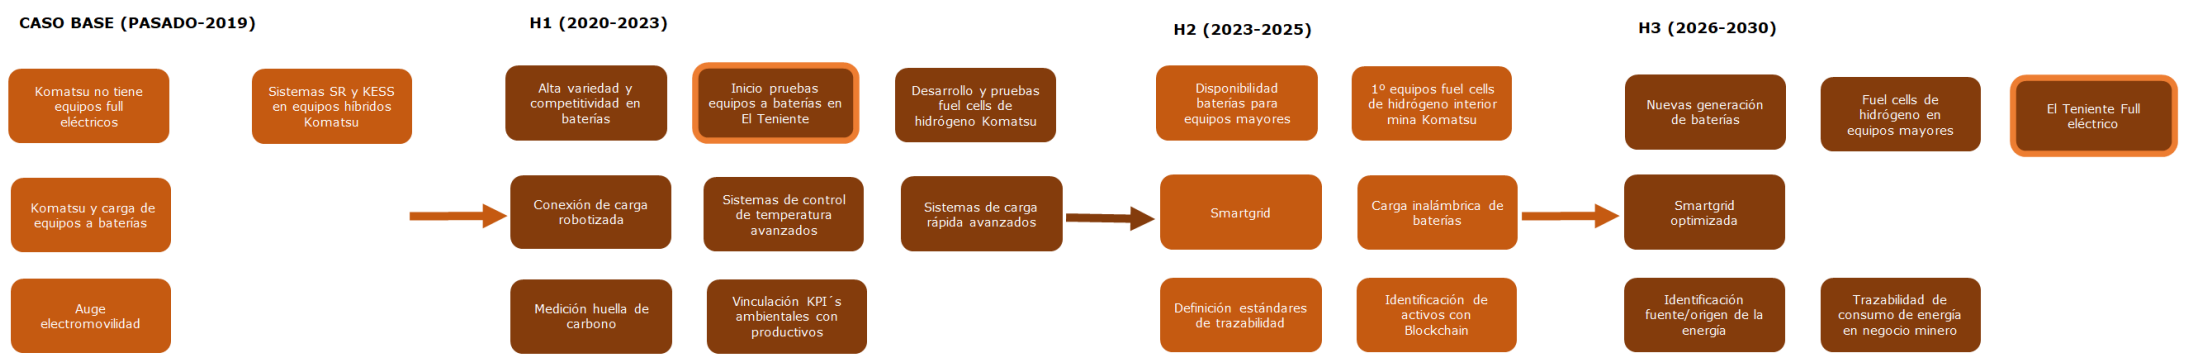 CASO BASE (PASADO-2019)
Komatsu no tiene
equipos full
eléctricos
Sistemas SR y KESS
en equipos híbridos
Komatsu
Komatsu y carga de
equipos a baterías
Auge
electromovilidad
H1 (2020-2023)
Alta variedad y
competitividad en
baterías
Inicio pruebas
equipos a baterías en
El Teniente
Desarrollo y pruebas
fuel cells de
hidrógeno Komatsu
Conexión de carga
robotizada
Sistemas de control
de temperatura
avanzados
Sistemas de carga
rápida avanzados
Medición huella de
carbono
Vinculación KPI´s
ambientales con
productivos
H2 (2023-2025)
Disponibilidad
baterías para
equipos mayores
1º equipos fuel cells
de hidrógeno interior
mina Komatsu
Smartgrid
Carga inalámbrica de
baterías
Definición estándares
de trazabilidad
Identificación de
activos con
Blockchain
H3 (2026-2030)
Nuevas generación
de baterías
Fuel cells de
hidrógeno en
equipos mayores
El Teniente Full
eléctrico
Smartgrid
optimizada
Identificación
fuente/origen de la
energía
Trazabilidad de
consumo de energía
en negocio minero